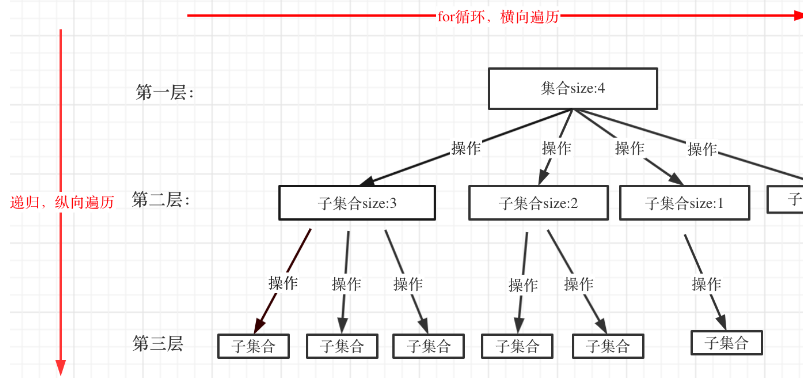 for循环，横向遍历
第一层：
集合size:4
操作
操作
操作
操作
递归，纵向遍历
第二层：
子集合size:3
子集合size:2
子集合size:1
子
操作
操作
操作
操作
操作
操作
第三层
子集合
子集合
子集合
子集合
子集合
子集合